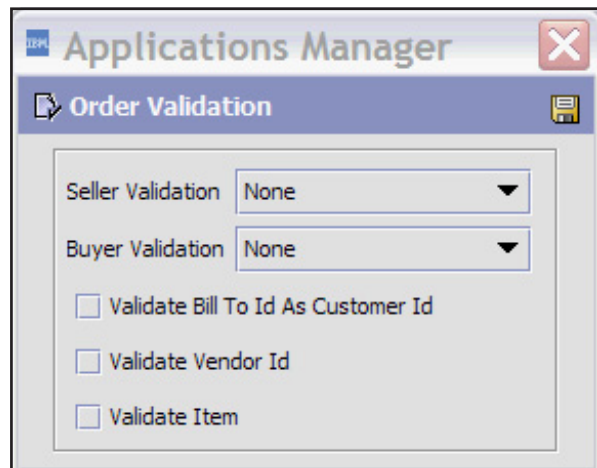 IBM Applications Manager
Order Validation
Seller Validation None
Buyer Validation None
Validate Bill To Id As Customer Id
Validate Vendor Id
Validate Item